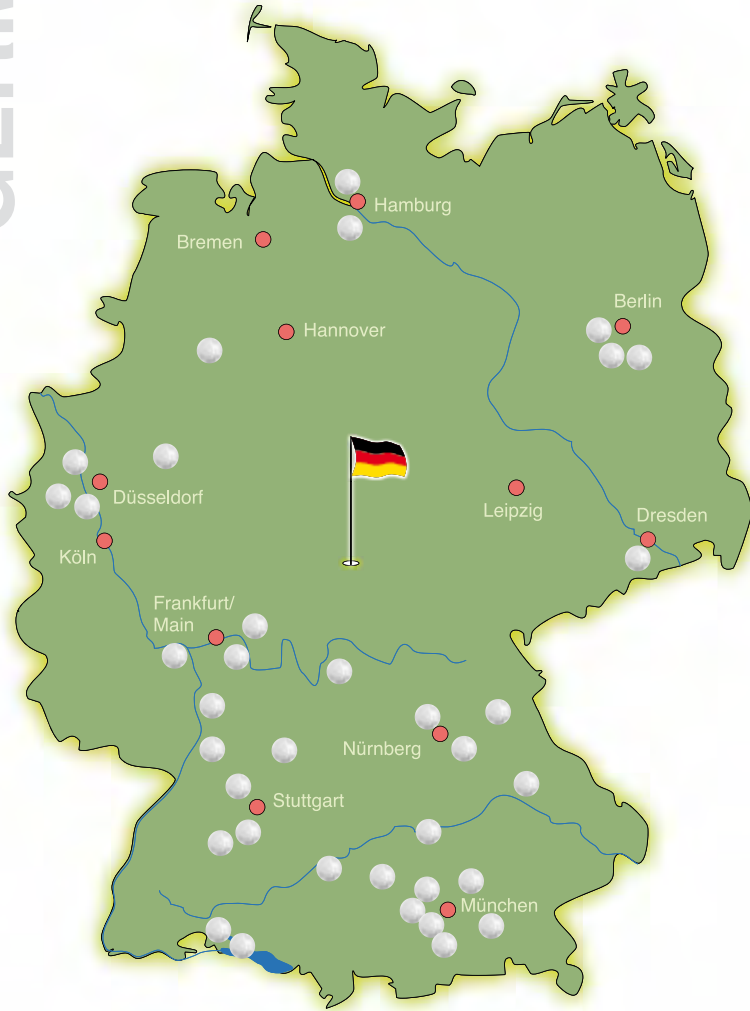 Hamburg
Bremen
Berlin
Hannover
Düsseldorf
Leipzig
Dresden
Köln
Frankfurt/
Main
Nürnberg
Stuttgart
München